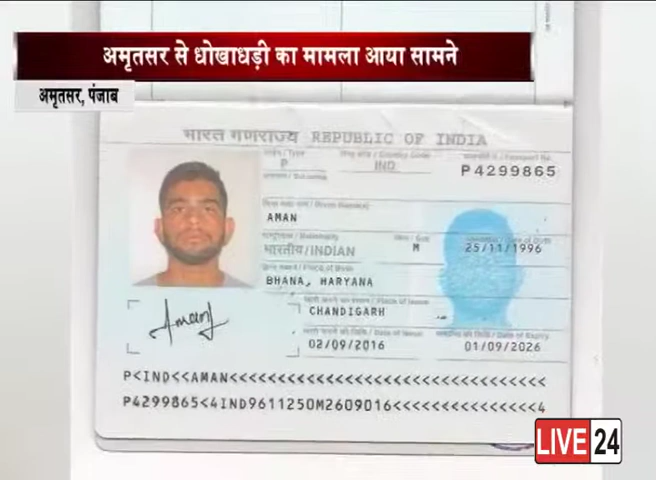 अमृतसर से धोखाधड़ी का मामला आया सामने
अमृतसर, पंजाब
भारत गणराज्य REPUBLIC OF INDIA
P
IND
P4299865
AMAN
भारतीय/INDIAN
M
25/11/1996
BHANA, HARYANA
CHANDIGARH
02/09/2016
01/09/2026
Aman
P<IND<<AMAN<<<<<<<<<<<<<<<<<<<<<<<<<<<<<<<<<
P4299865<4IND9611250M2609016<<<<<<<<<<<<<<<4
LIVE 24